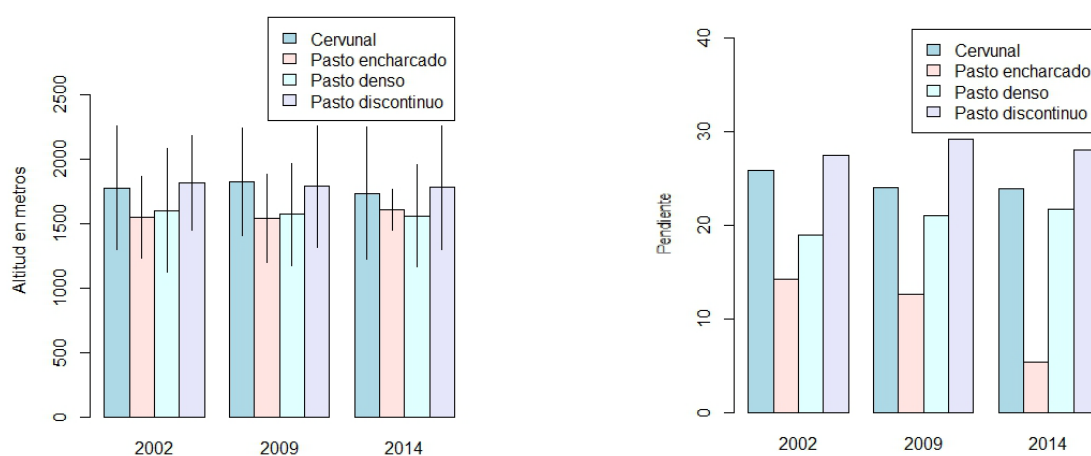 Cervunal
Pasto encharcado
Pasto denso
Pasto discontinuo
Altitud en metros
2500
2000
1500
1000
500
0
2002 2009 2014
Cervunal
Pasto encharcado
Pasto denso
Pasto discontinuo
Pendiente
40
30
20
10
0
2002 2009 2014